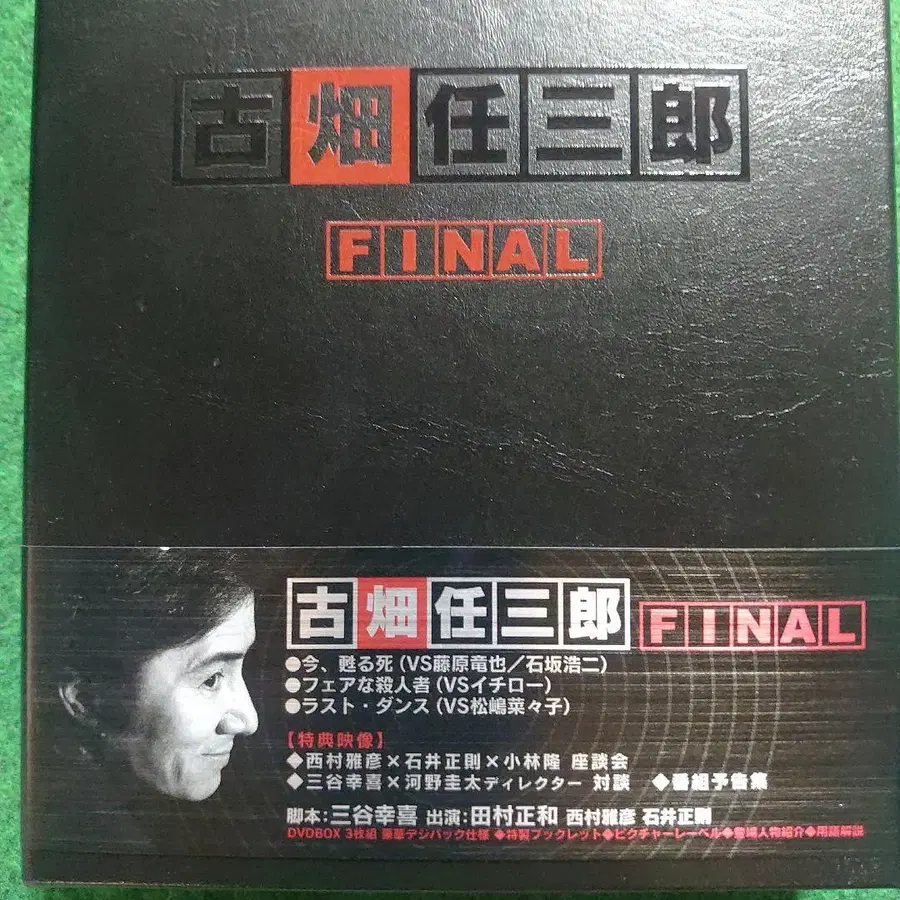 古畑任三郎
FINAL
古畑任三郎 FINAL
●今、甦る死（VS藤原竜也／石坂浩二）
●フェアな殺人者（VSイチロー）
●ラスト・ダンス（VS松嶋菜々子）
【特典映像】
◆西村雅彦×石井正則×小林隆 座談会
◆三谷幸喜×河野圭太ディレクター 対談 ◆番組予告集
脚本：三谷幸喜 出演：田村正和 西村雅彦 石井正則
DVDBOX 3枚組 豪華デジパック仕様 ◆特製ブックレット◆ピクチャーレーベル◆登場人物紹介◆用語解説